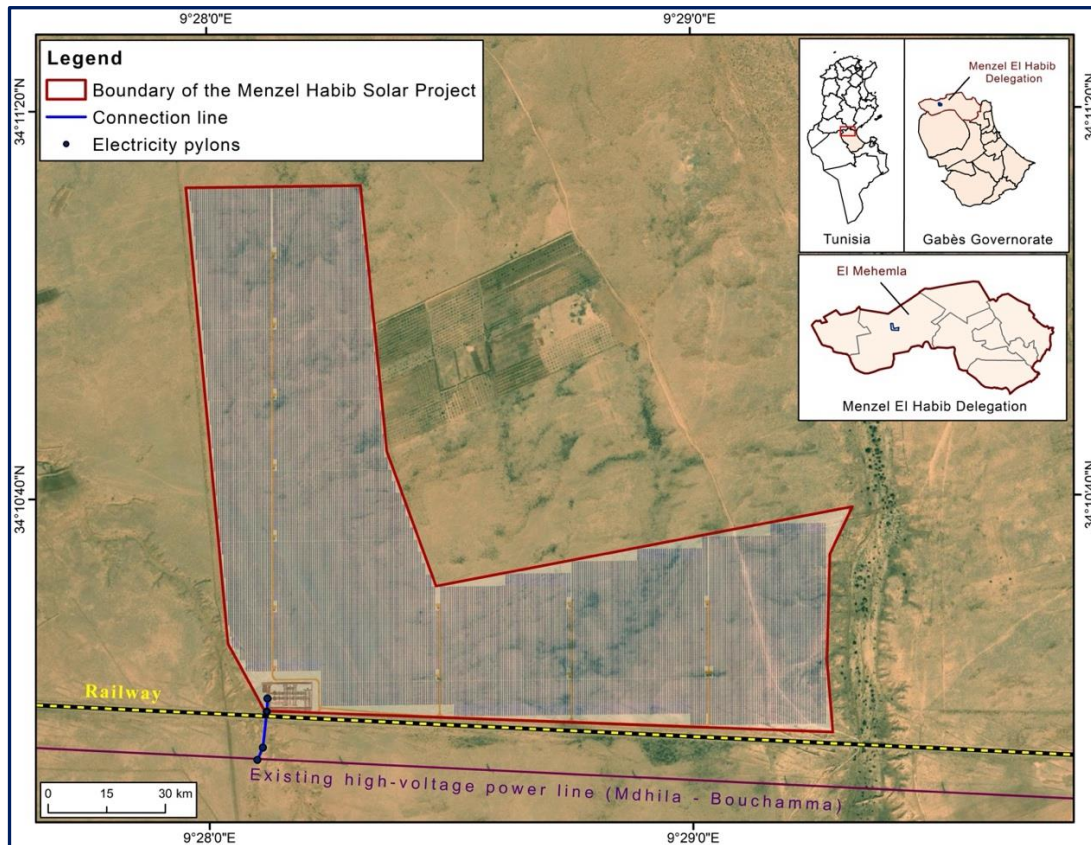 9°28'0"E
9°29'0"E
Legend
Boundary of the Menzel Habib Solar Project
Connection line
Electricity pylons
Menzel El Habib
Delegation
Tunisia
Gabès Governorate
El Mehemla
Menzel El Habib Delegation
34°11'20"N
34°11'20"N
34°10'40"N
34°10'40"N
Railway
Existing high-voltage power line (Mdhila - Bouchamma)
0 15 30 km
9°28'0"E
9°29'0"E